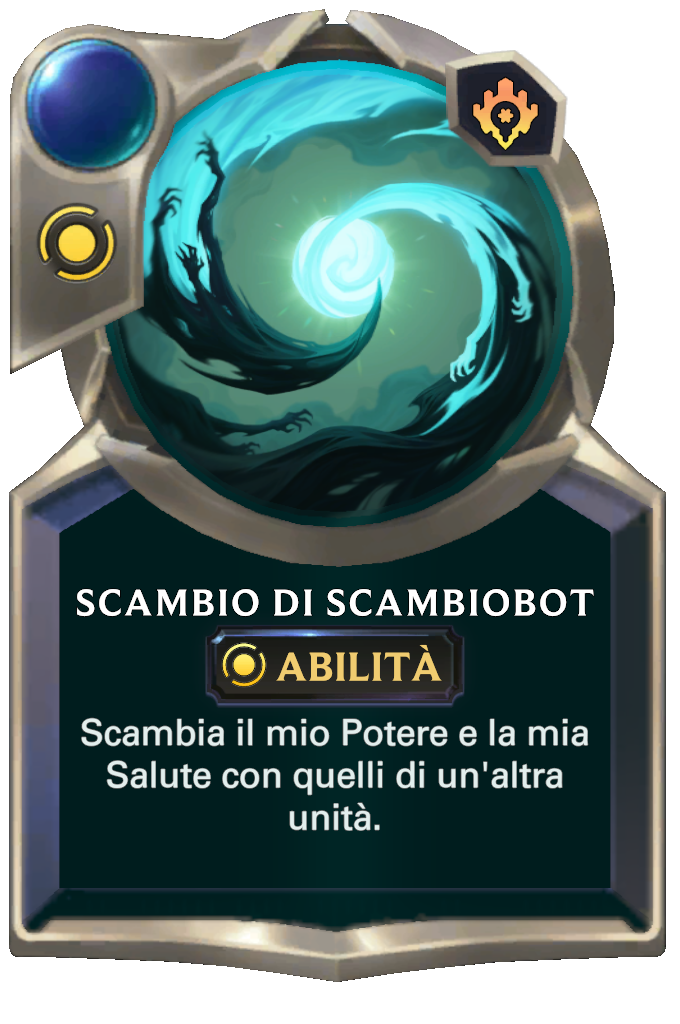 SCAMBIO DI SCAMBIOBOT
ABILITÀ
Scambia il mio Potere e la mia
Salute con quelli di un'altra
unità.